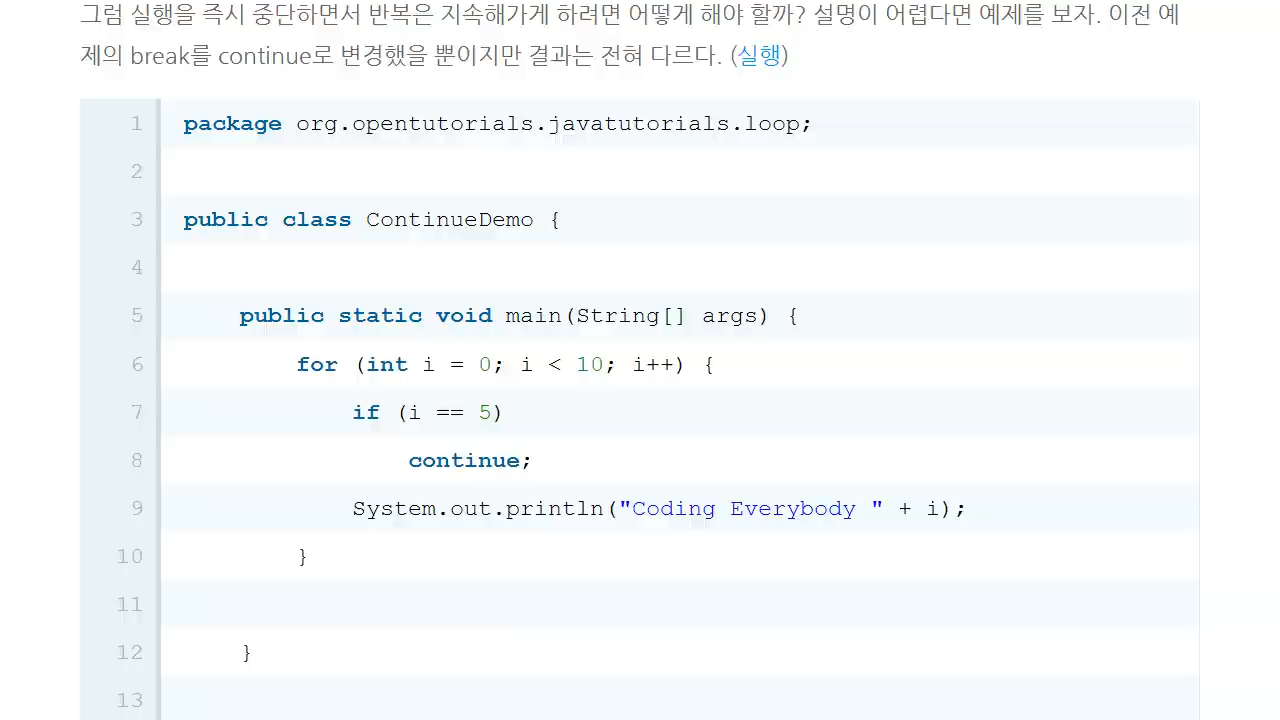 그럼 실행을 즉시 중단하면서 반복은 지속해가게 하려면 어떻게 해야 할까? 설명이 어렵다면 예제를 보자. 이전 예
제의 break를 continue로 변경했을 뿐이지만 결과는 전혀 다르다. (실행)
1 package org.opentutorials.javatutorials.loop;
2
3 public class ContinueDemo {
4
5 public static void main(String[] args) {
6 for (int i = 0; i < 10; i++) {
7 if (i == 5)
8 continue;
9 System.out.println("Coding Everybody " + i);
10 }
11
12 }
13